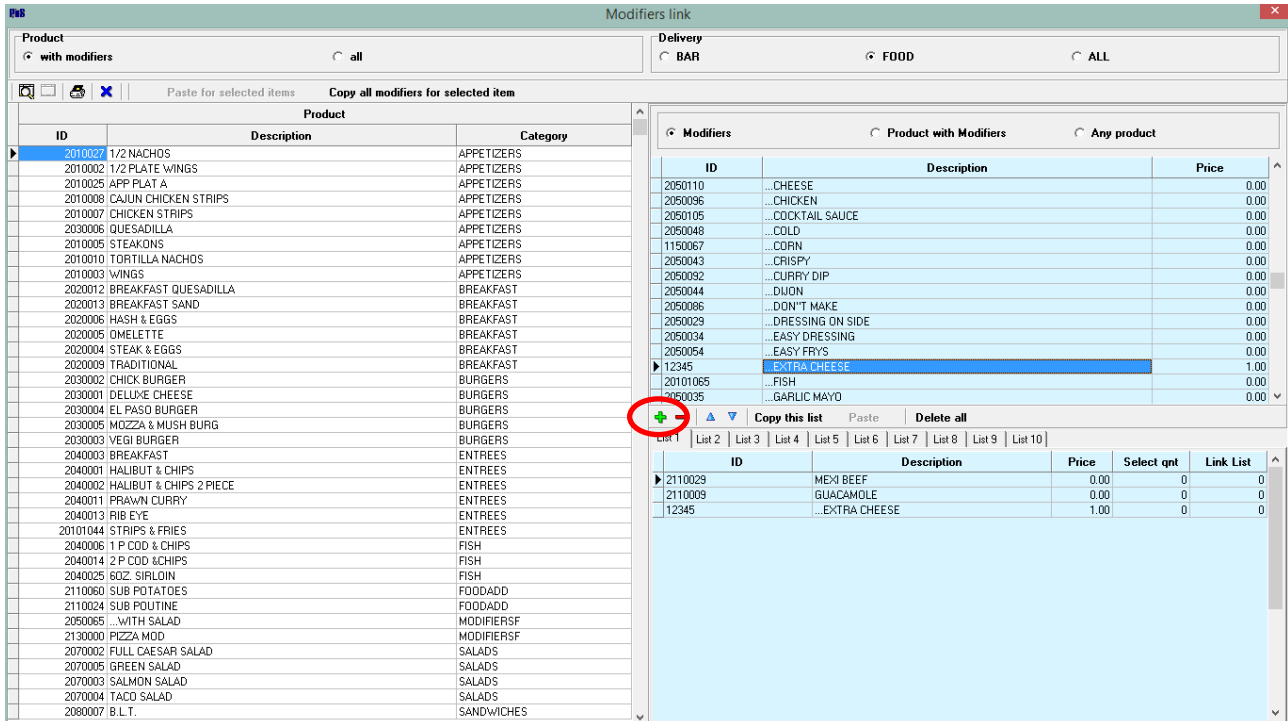 PioS
Modifiers link
Product
with modifiers
all
Delivery
BAR
FOOD
ALL
Paste for selected items
Copy all modifiers for selected item
Product
ID Description Category
2010027 1/2 NACHOS APPETIZERS
2010002 1/2 PLATE WINGS APPETIZERS
2010025 APP PLAT A APPETIZERS
2010008 CAJUN CHICKEN STRIPS APPETIZERS
2010007 CHICKEN STRIPS APPETIZERS
2030006 QUESADILLA APPETIZERS
2010005 STEAKONS APPETIZERS
2010010 TORTILLA NACHOS APPETIZERS
2010003 WINGS APPETIZERS
2020012 BREAKFAST QUESADILLA BREAKFAST
2020013 BREAKFAST SAND BREAKFAST
2020006 HASH & EGGS BREAKFAST
2020005 OMELETTE BREAKFAST
2020004 STEAK & EGGS BREAKFAST
2020009 TRADITIONAL BREAKFAST
2030002 CHICK BURGER BURGERS
2030001 DELUXE CHEESE BURGERS
2030004 EL PASO BURGER BURGERS
2030005 MOZZA & MUSH BURG BURGERS
2030003 VEGI BURGER BURGERS
2040003 BREAKFAST ENTREES
2040001 HALIBUT & CHIPS ENTREES
2040002 HALIBUT & CHIPS 2 PIECE ENTREES
2040011 PRAWN CURRY ENTREES
2040013 RIB EYE ENTREES
20101044 STRIPS & FRIES ENTREES
2040006 1 P COD & CHIPS FISH
2040014 2 P COD &CHIPS FISH
2040025 6OZ. SIRLOIN FISH
2110060 SUB POTATOES FOODADD
2110024 SUB POUTINE FOODADD
2050065 ...WITH SALAD MODIFIERSF
2130000 PIZZA MOD MODIFIERSF
2070002 FULL CAESAR SALAD SALADS
2070005 GREEN SALAD SALADS
2070003 SALMON SALAD SALADS
2070004 TACO SALAD SALADS
2080007 B.L.T. SANDWICHES
Modifiers
Product with Modifiers
Any product
ID Description Price
2050110 ...CHEESE 0.00
2050096 ...CHICKEN 0.00
2050105 ...COCKTAIL SAUCE 0.00
2050048 ...COLD 0.00
1150067 ...CORN 0.00
2050043 ...CRISPY 0.00
2050092 ...CURRY DIP 0.00
2050044 ...DIJON 0.00
2050086 ...DON"T MAKE 0.00
2050029 ...DRESSING ON SIDE 0.00
2050034 ...EASY DRESSING 0.00
2050054 ...EASY FRYS 0.00
12345 ...EXTRA CHEESE 1.00
20101065 ...FISH 0.00
2050035 ...GARLIC MAYO 0.00
Copy this list
Paste
Delete all
List 1 List 2 List 3 List 4 List 5 List 6 List 7 List 8 List 9 List 10
ID Description Price Select qnt Link List
2110029 MEXI BEEF 0.00 0 0
2110009 GUACAMOLE 0.00 0 0
12345 ...EXTRA CHEESE 1.00 0 0